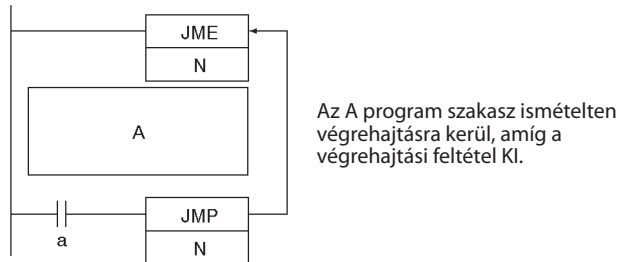 JME
N
A
Az A program szakasz ismételten
végrehajtásra kerül, amíg a
végrehajtási feltétel KI.
JMP
a
N